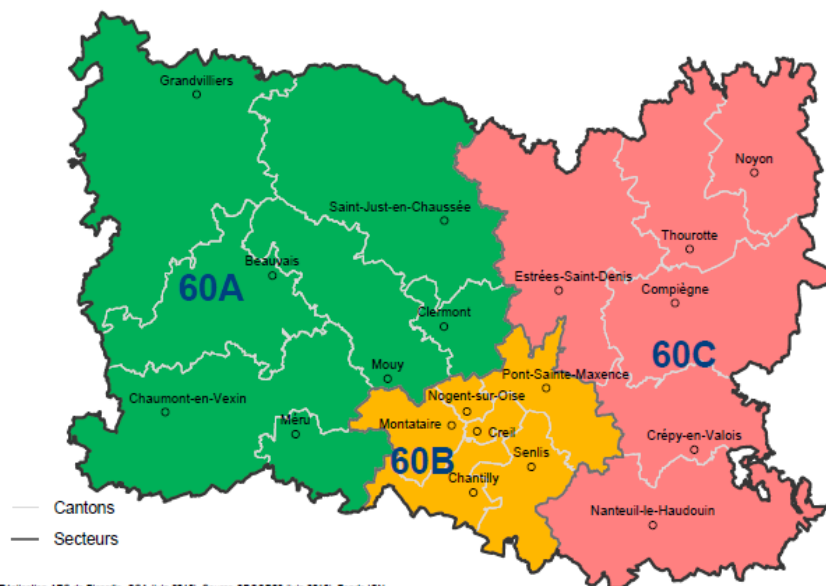 Grandvilliers
Noyon
Saint-Just-en-Chaussée
Thourotte
Beauvais
60A
Estrées-Saint-Denis
Compiègne
Clermont
60C
Mouy
Pont-Sainte-Maxence
Chaumont-en-Vexin
Nogent-sur-Oise
Méru
Montataire
Creil
Crépy-en-Valois
60B
Senlis
Chantilly
Nanteuil-le-Haudouin
Cantons
Secteurs